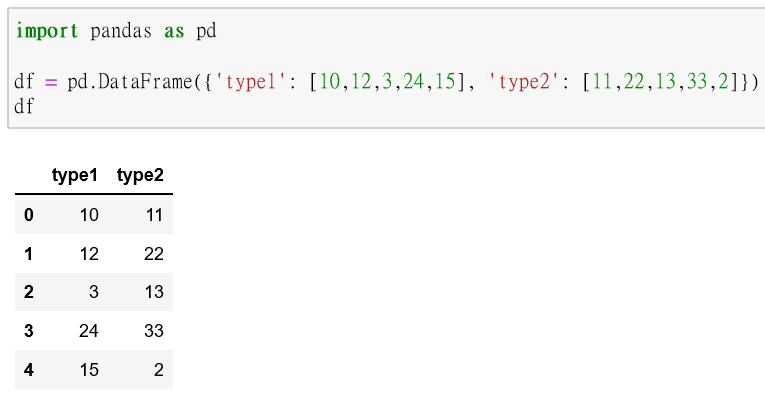 import pandas as pd
df = pd.DataFrame({'type1': [10,12,3,24,15], 'type2': [11,22,13,33,2]})
df
type1 type2
0 10 11
1 12 22
2 3 13
3 24 33
4 15 2